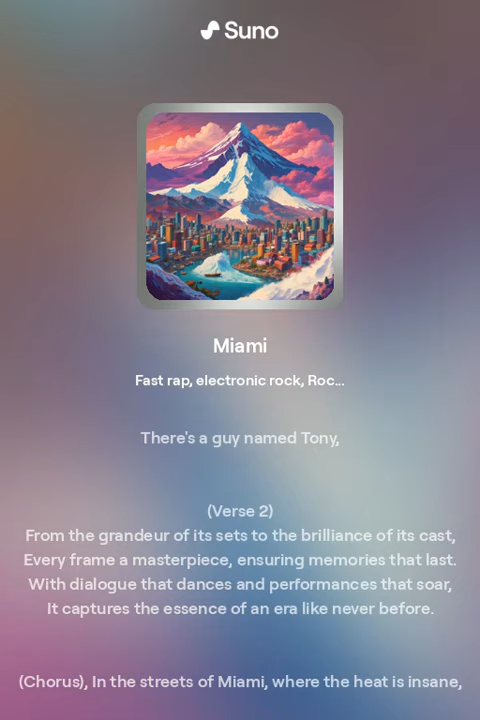 Suno
Miami
Fast rap, electronic rock, Roc...
There's a guy named Tony,
(Verse 2)
From the grandeur of its sets to the brilliance of its cast,
Every frame a masterpiece, ensuring memories that last.
With dialogue that dances and performances that soar,
It captures the essence of an era like never before.
(Chorus), In the streets of Miami, where the heat is insane,